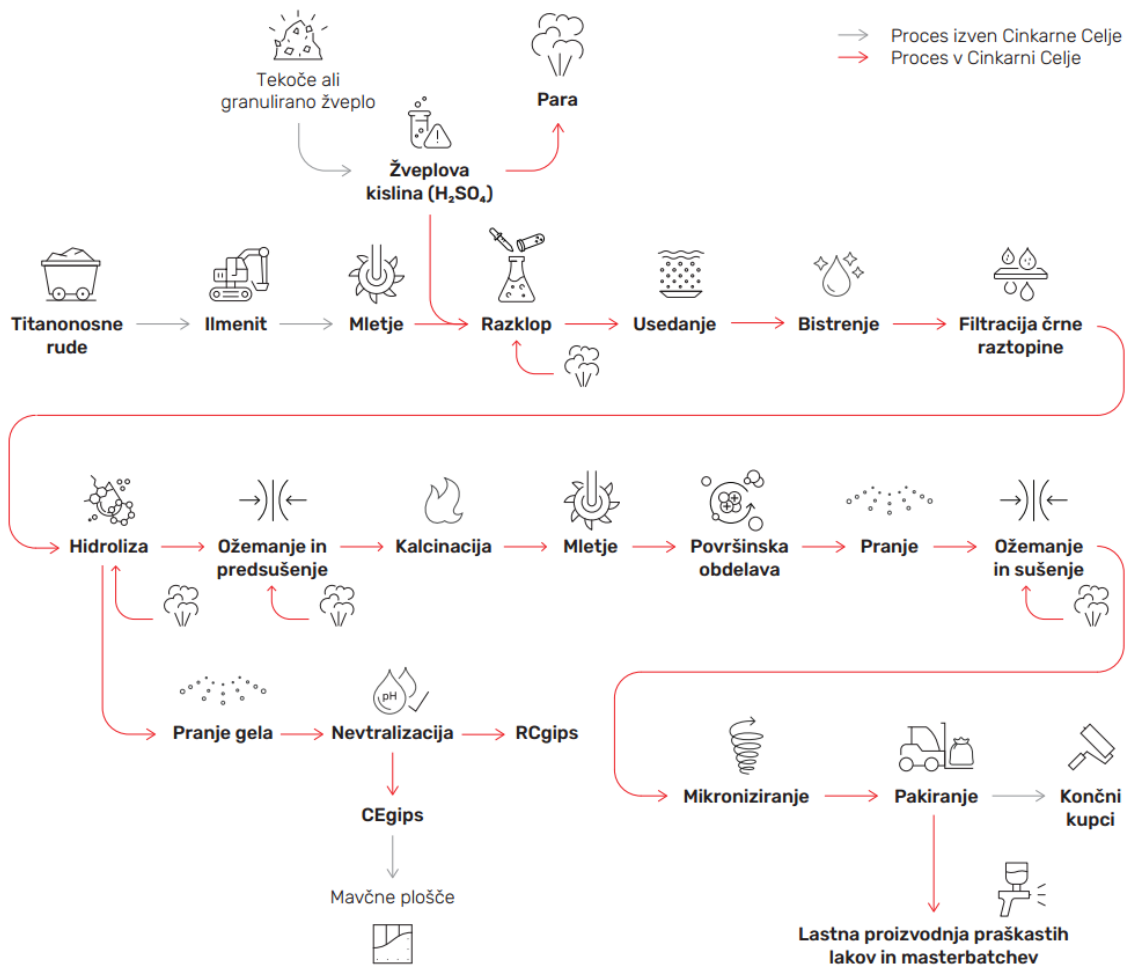 Proces izven Cinkarne Celje
Proces v Cinkarni Celje
Tekoče ali
granulirano žveplo
Para
Žveplova
kislina (H₂SO₄)
Titanonosne
rude
Ilmenit
Mletje
Razklop
Usedanje
Bistrenje
Filtracija črne
raztopine
Hidroliza
Ožemanje in
predsušenje
Kalcinacija
Mletje
Površinska
obdelava
Pranje
Ožemanje
in sušenje
Pranje gela
pH
Nevtralizacija
RCgips
CEgips
Mavčne plošče
Mikroniziranje
Pakiranje
Končni
kupci
Lastna proizvodnja praškastih
lakov in masterbatchev